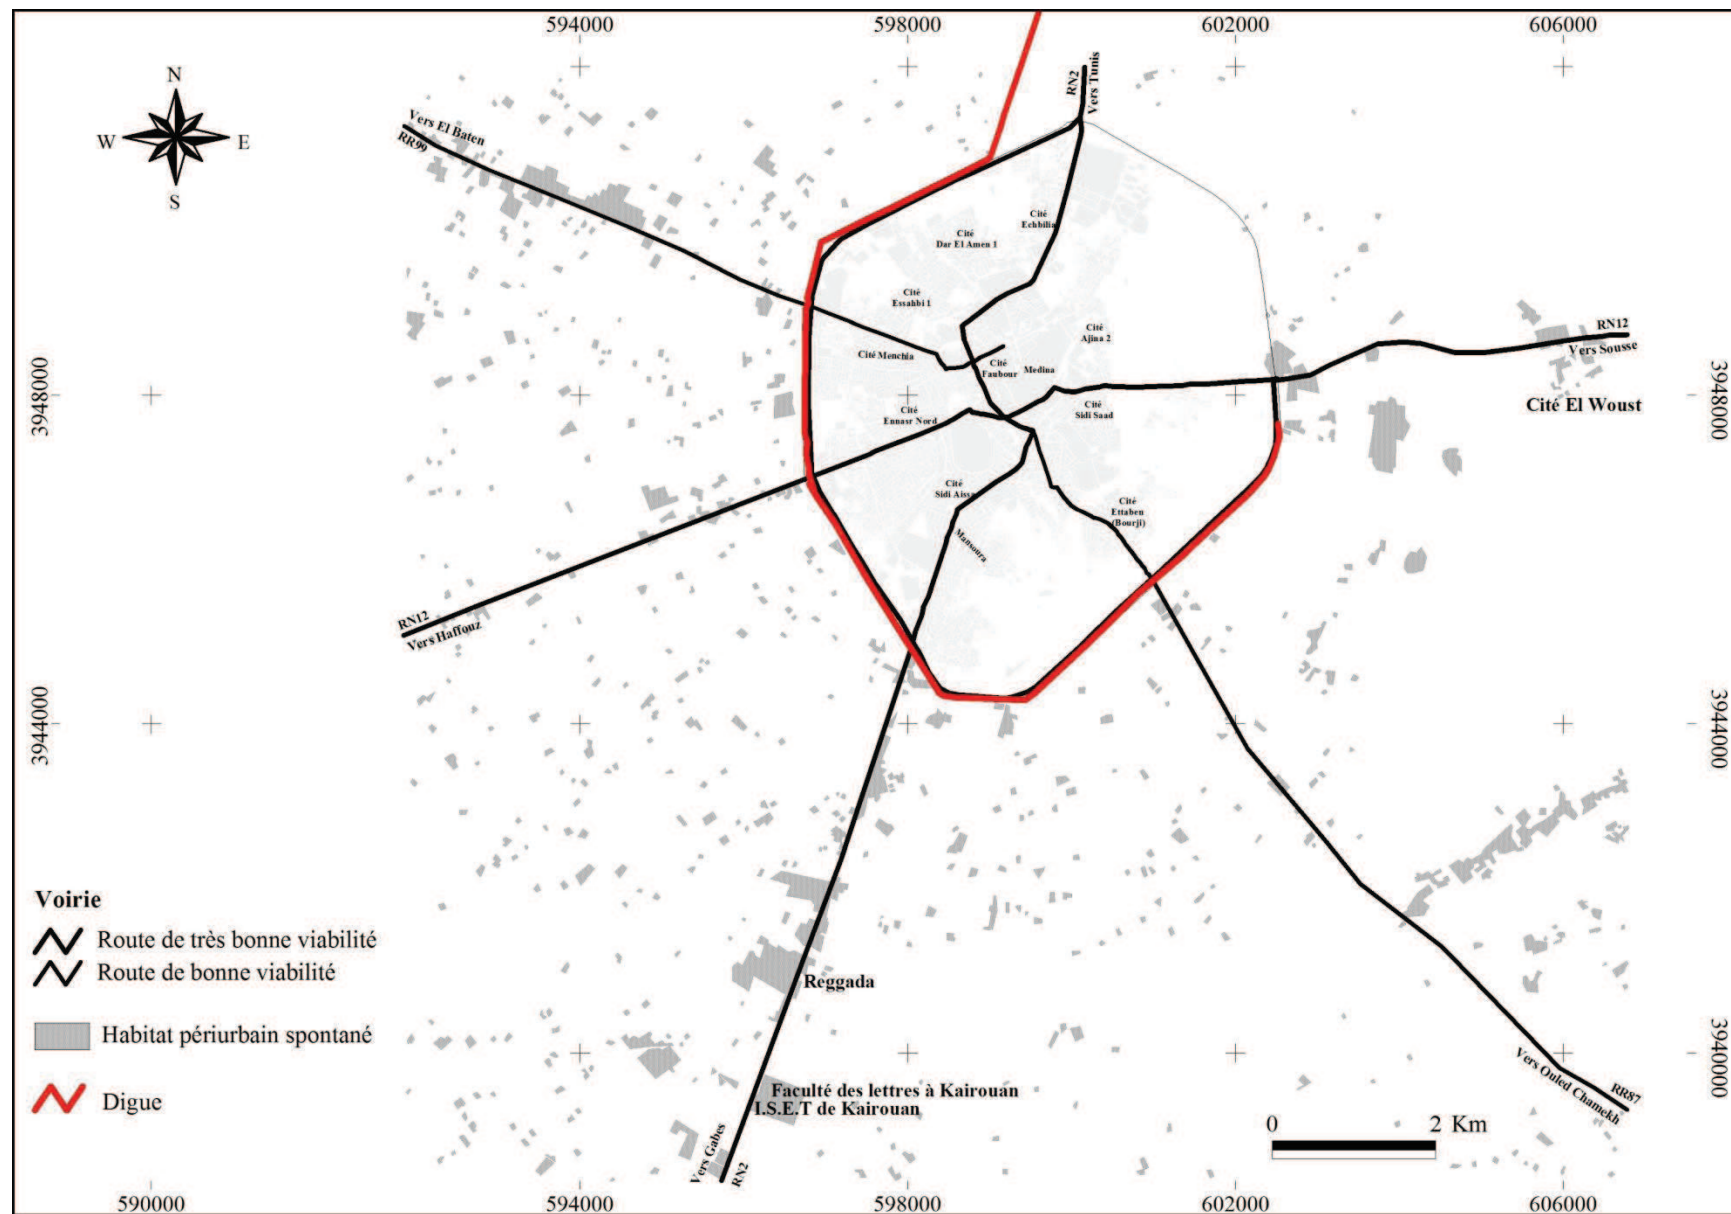 594000
598000
602000
606000
N
W
E
S
RN2
Vers Tunis
Vers El Baten
RR99
Cité
Echbilia
Cité
Dar El Amen 1
Cité
Essahbi 1
Cité
Ajina 2
RN12
Vers Sousse
Cité Menchia
Cité
Faubour
Medina
3948000
3948000
Cité
Ennasr Nord
Cité
Sidi Saad
Cité El Woust
Cité
Sidi Aissa
Cité
Ettaben
(Bourji)
Mansoura
RN12
Vers Haffouz
3944000
3944000
Voirie
Route de très bonne viabilité
Route de bonne viabilité
Reggada
Habitat périurbain spontané
3940000
Vers Ouled Chamekh
RR87
Faculté des lettres à Kairouan
I.S.E.T de Kairouan
Digue
0 2 Km
Vers Gabes
RN2
590000
594000
598000
602000
606000